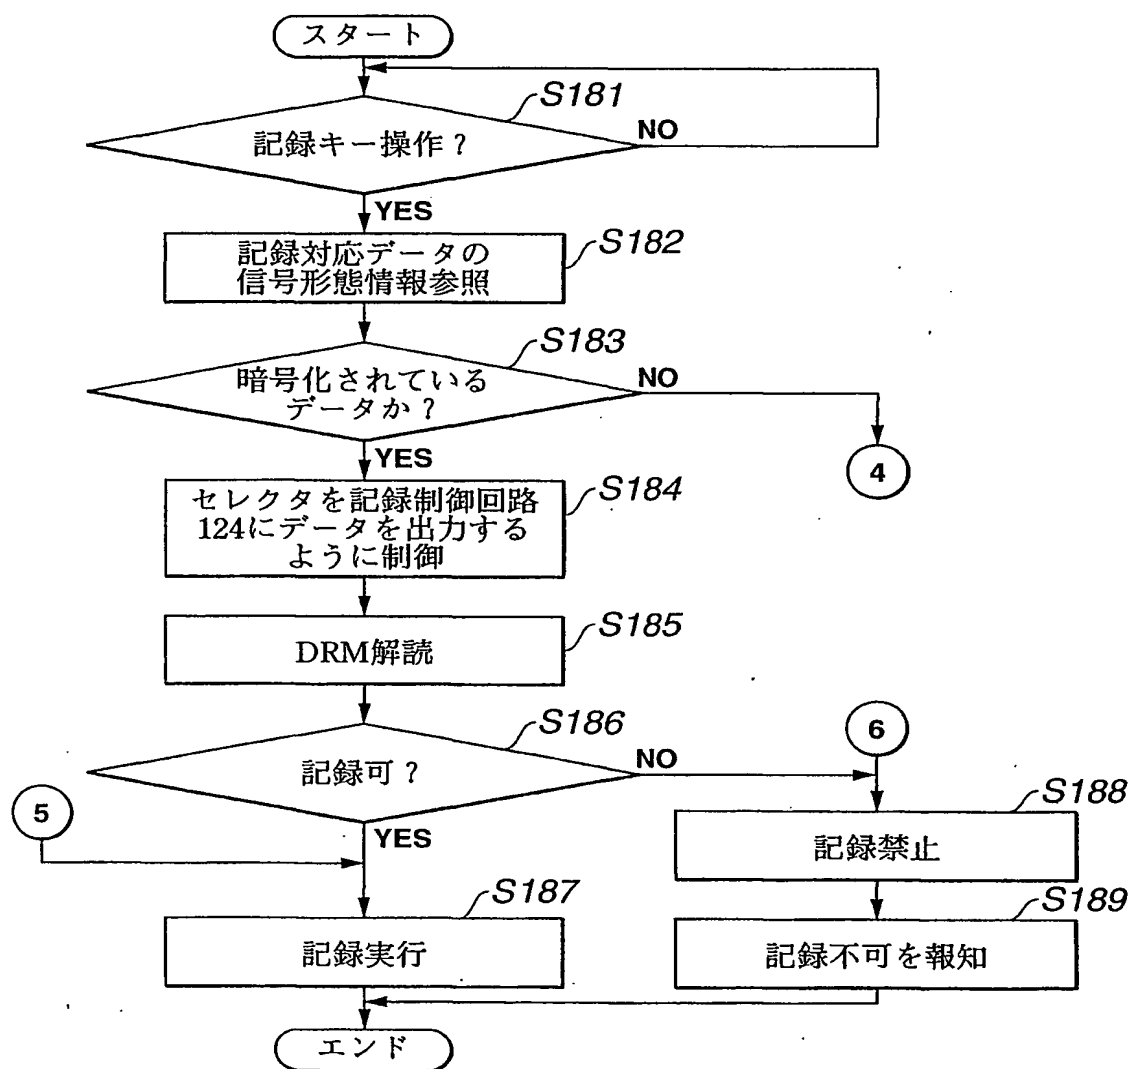 スタート
S181
記録キー操作？
NO
YES
S182
記録対応データの
信号形態情報参照
S183
暗号化されている
データか？
NO
YES
4
S184
セレクタを記録制御回路
124にデータを出力する
ように制御
S185
DRM解読
S186
記録可？
NO
6
5
YES
S188
記録禁止
S187
記録実行
S189
記録不可を報知
エンド